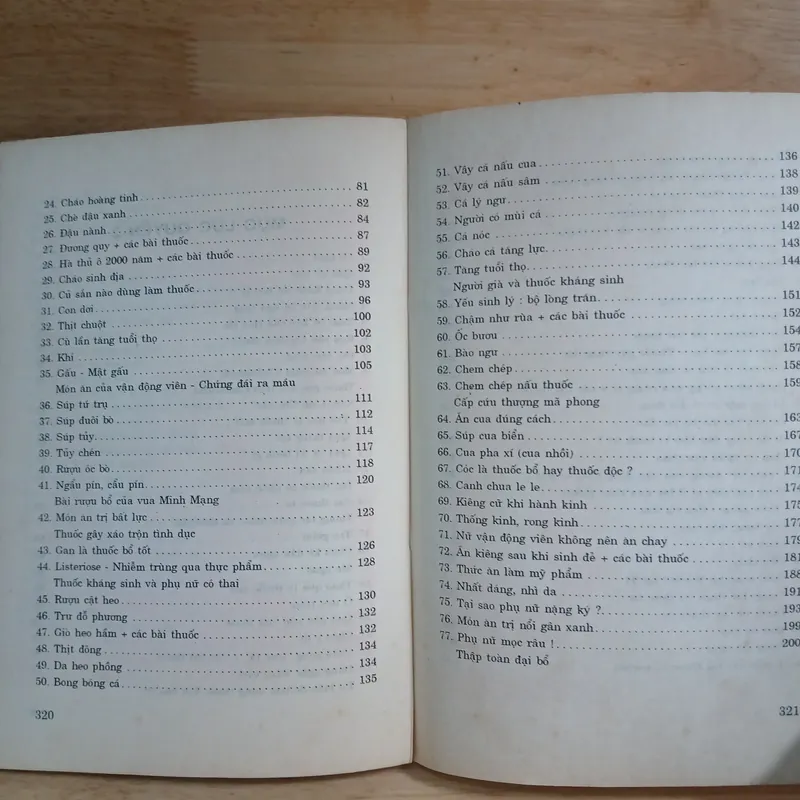 24. Cháo hoàng tinh ..... 81
25. Chè đậu xanh ..... 82
26. Đậu nành ..... 84
27. Đương quy + các bài thuốc ..... 87
28. Hà thủ ô 2000 năm + các bài thuốc ..... 89
29. Cháo sinh địa ..... 92
30. Củ sắn nào dùng làm thuốc ..... 93
31. Con dơi ..... 96
32. Thịt chuột ..... 100
33. Cù lần tăng tuổi thọ ..... 102
34. Khỉ ..... 103
35. Gấu - Mật gấu ..... 105
Món ăn của vận động viên - Chứng đái ra máu
36. Súp tứ trụ ..... 111
37. Súp đuôi bò ..... 112
38. Súp tủy ..... 114
39. Tủy chén ..... 117
40. Rượu óc bò ..... 118
41. Ngẩu pín, cẩu pín ..... 120
Bài rượu bổ của vua Minh Mạng
42. Món ăn trị bất lực ..... 123
Thuốc gây xáo trộn tình dục
43. Gan là thuốc bổ tốt ..... 126
44. Listeriose - Nhiễm trùng qua thực phẩm ..... 128
Thuốc kháng sinh và phụ nữ có thai
45. Rượu cật heo ..... 130
46. Trư đỗ phương ..... 132
47. Giò heo hầm + các bài thuốc ..... 132
48. Thịt đông ..... 134
49. Da heo phồng ..... 134
50. Bong bóng cá ..... 135
320
51. Vây cá nấu cua ..... 136
52. Vây cá nấu sâm ..... 138
53. Cá lý ngư ..... 139
54. Người có mùi cá ..... 140
55. Cá nóc ..... 142
56. Chao cá tăng lực ..... 143
57. Tăng tuổi thọ ..... 144
Người già và thuốc kháng sinh
58. Yếu sinh lý : bộ lòng trăn ..... 151
59. Chậm như rùa + các bài thuốc ..... 152
60. Ốc bươu ..... 154
61. Bào ngư ..... 157
62. Chem chép ..... 158
63. Chem chép nấu thuốc ..... 159
Cấp cứu thượng mã phong
64. Ăn cua đúng cách ..... 163
65. Súp cua biển ..... 167
66. Cua pha xí (cua nhồi) ..... 170
67. Cóc là thuốc bổ hay thuốc độc ? ..... 171
68. Canh chua le le ..... 174
69. Kiêng cử khi hành kinh ..... 175
70. Thống kinh, rong kinh ..... 177
71. Nữ vận động viên không nên ăn chay ..... 179
72. Ăn kiêng sau khi sinh đẻ + các bài thuốc ..... 181
73. Thức ăn làm mỹ phẩm ..... 188
74. Nhất dáng, nhì da ..... 191
75. Tại sao phụ nữ nặng ký ? ..... 193
76. Món ăn trị nổi gân xanh ..... 199
77. Phụ nữ mọc râu ! ..... 200
Thập toàn đại bổ
321